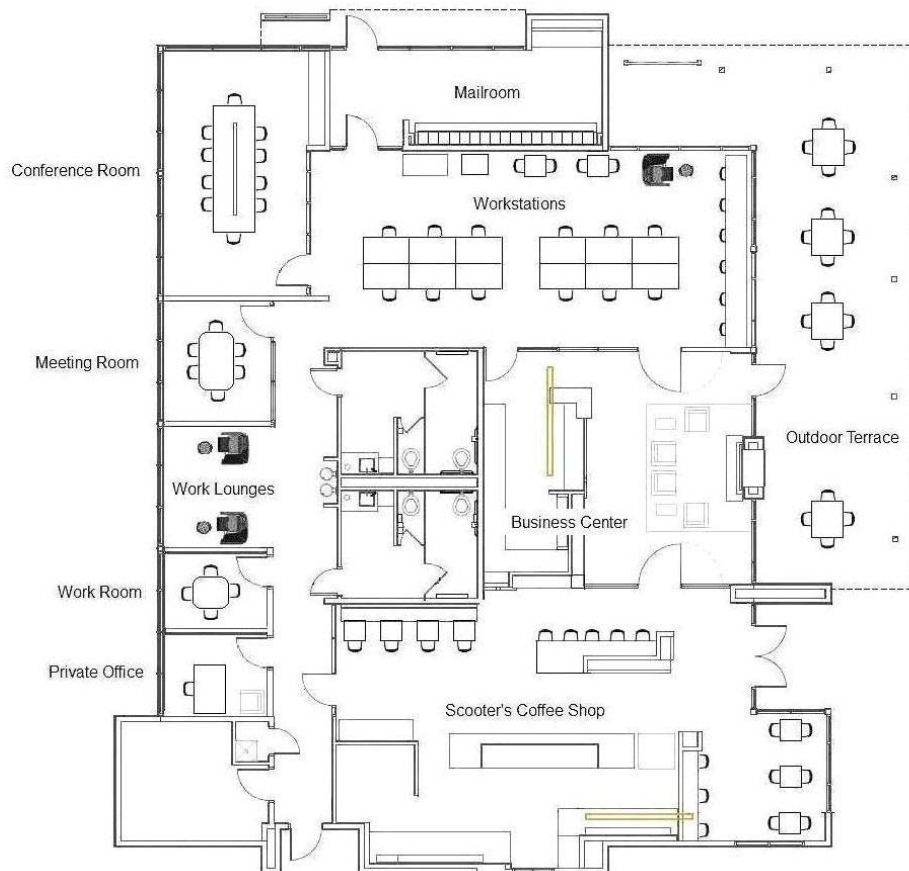 Mailroom
Conference Room
Workstations
Meeting Room
Outdoor Terrace
Work Lounges
Business Center
Work Room
Private Office
Scooter's Coffee Shop